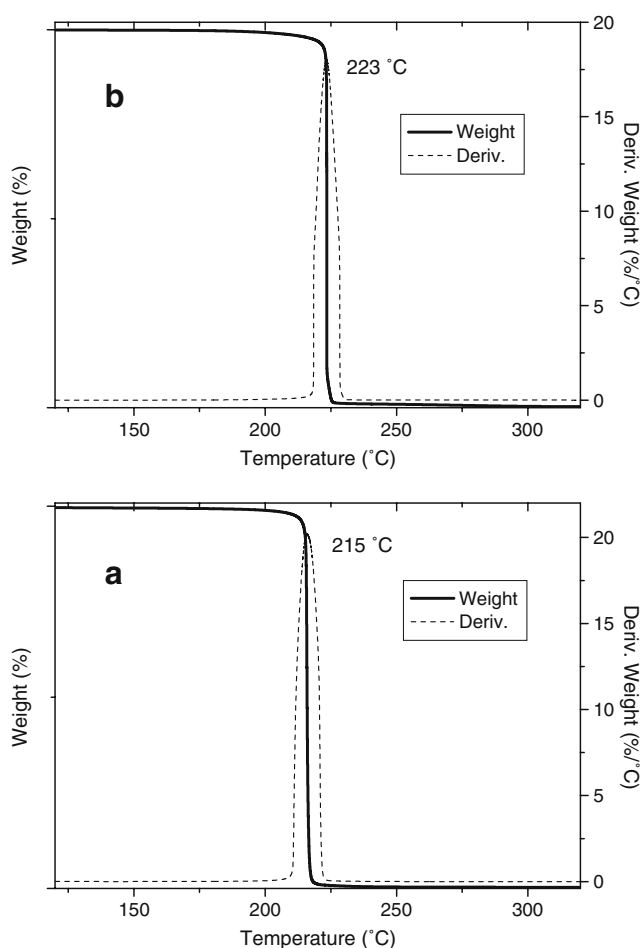 b
223 ˚C
Weight
Deriv.
Weight (%)
20
15
10
5
0
Deriv. Weight (%/˚C)
150
200
250
300
Temperature (˚C)
a
215 ˚C
Weight
Deriv.
Weight (%)
20
15
10
5
0
Deriv. Weight (%/˚C)
150
200
250
300
Temperature (˚C)